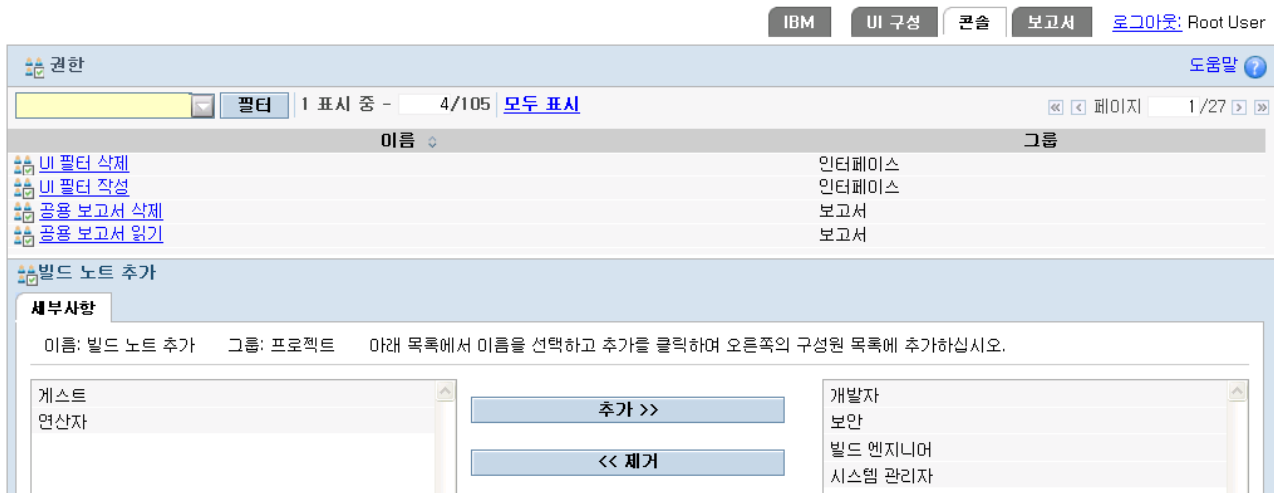 IBM UI 구성 콘솔 보고서 로그아웃: Root User
권한 도움말
필터 1 표시 중 - 4/105 모두 표시 페이지 1 /27
이름 그룹
UI 필터 삭제 인터페이스
UI 필터 작성 인터페이스
공용 보고서 삭제 보고서
공용 보고서 읽기 보고서
빌드 노트 추가
세부사항
이름: 빌드 노트 추가 그룹: 프로젝트 아래 목록에서 이름을 선택하고 추가를 클릭하여 오른쪽의 구성원 목록에 추가하십시오.
게스트 추가 >> 개발자
연산자 보안
<< 제거 빌드 엔지니어
시스템 관리자